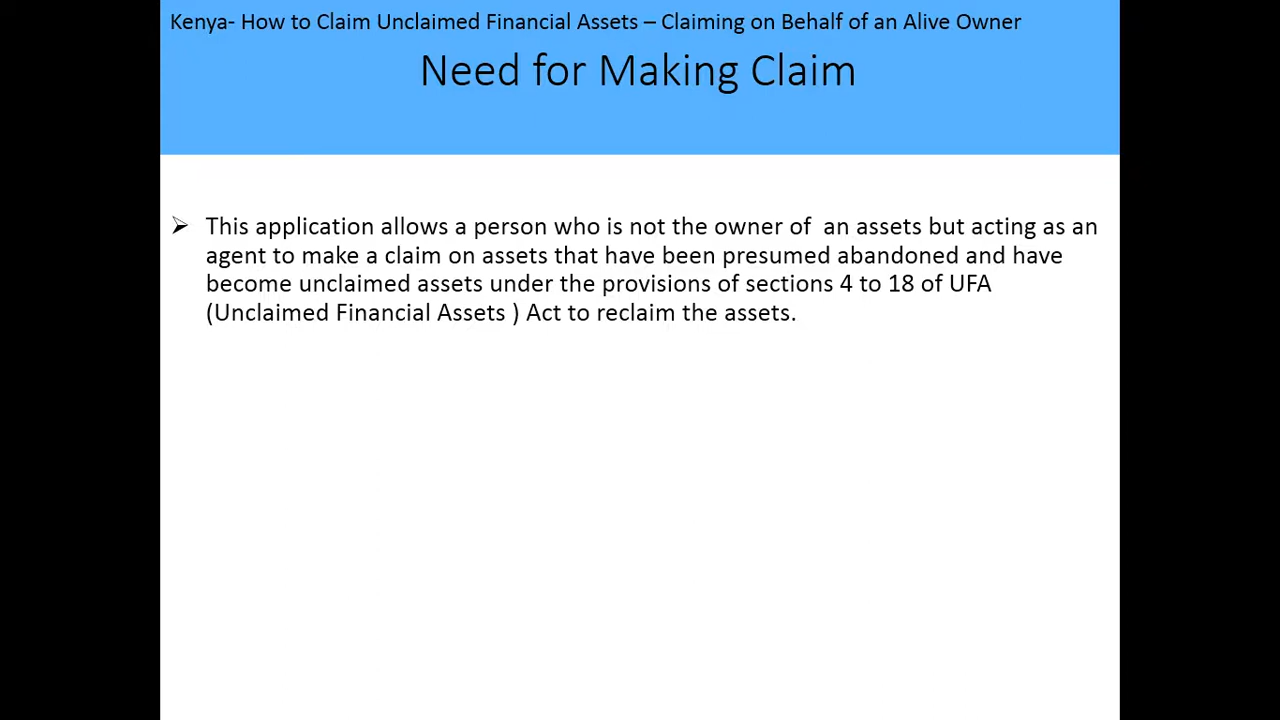 Kenya- How to Claim Unclaimed Financial Assets – Claiming on Behalf of an Alive Owner
Need for Making Claim
➢ This application allows a person who is not the owner of  an assets but acting as an
agent to make a claim on assets that have been presumed abandoned and have
become unclaimed assets under the provisions of sections 4 to 18 of UFA
(Unclaimed Financial Assets ) Act to reclaim the assets.